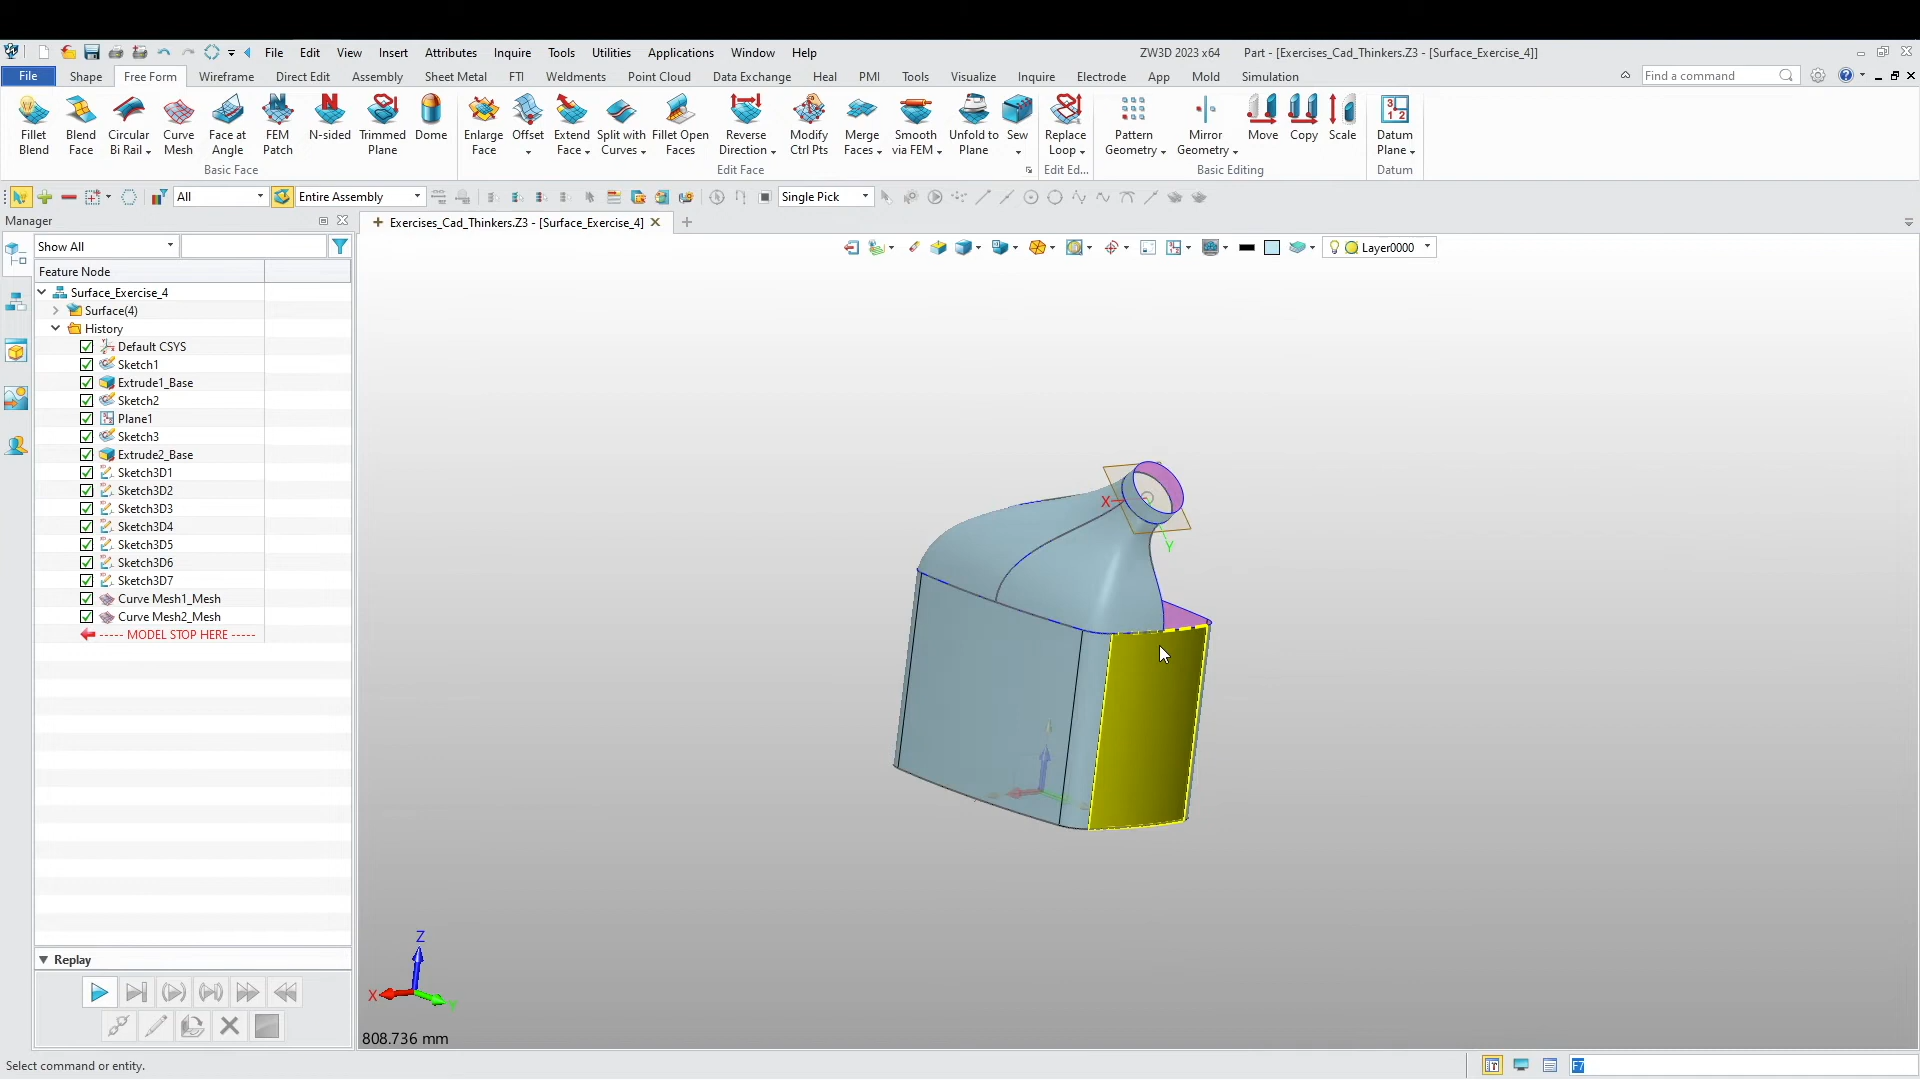 File Edit View Insert Attributes Inquire Tools Utilities Applications Window Help ZW3D 2023 x64 Part - [Exercises_Cad_Thinkers.Z3 - [Surface_Exercise_4]]
File Shape Free Form Wireframe Direct Edit Assembly Sheet Metal FTI Weldments Point Cloud Data Exchange Heal PMI Tools Visualize Inquire Electrode App Mold Simulation Find a command
Fillet Blend Circular Curve Face at FEM N-sided Trimmed Dome Enlarge Offset Extend Split with Fillet Open Reverse Modify Merge Smooth Unfold to Sew Replace Pattern Mirror Move Copy Scale Datum
Blend Face Bi Rail Mesh Angle Patch Plane Face Face Curves Faces Direction Ctrl Pts Faces via FEM Plane Loop Geometry Geometry Plane
Basic Face Edit Face Edit Ed... Basic Editing Datum
All Entire Assembly Single Pick
Manager Exercises_Cad_Thinkers.Z3 - [Surface_Exercise_4]
Show All Layer0000
Feature Node
Surface_Exercise_4
Surface(4)
History
Default CSYS
Sketch1
Extrude1_Base
Sketch2
Plane1
Sketch3
Extrude2_Base
Sketch3D1
Sketch3D2
Sketch3D3
Sketch3D4
Sketch3D5
Sketch3D6
Sketch3D7
Curve Mesh1_Mesh
Curve Mesh2_Mesh
----- MODEL STOP HERE -----
X
Y
Z
X
Y
Replay
808.736 mm
Select command or entity. F7